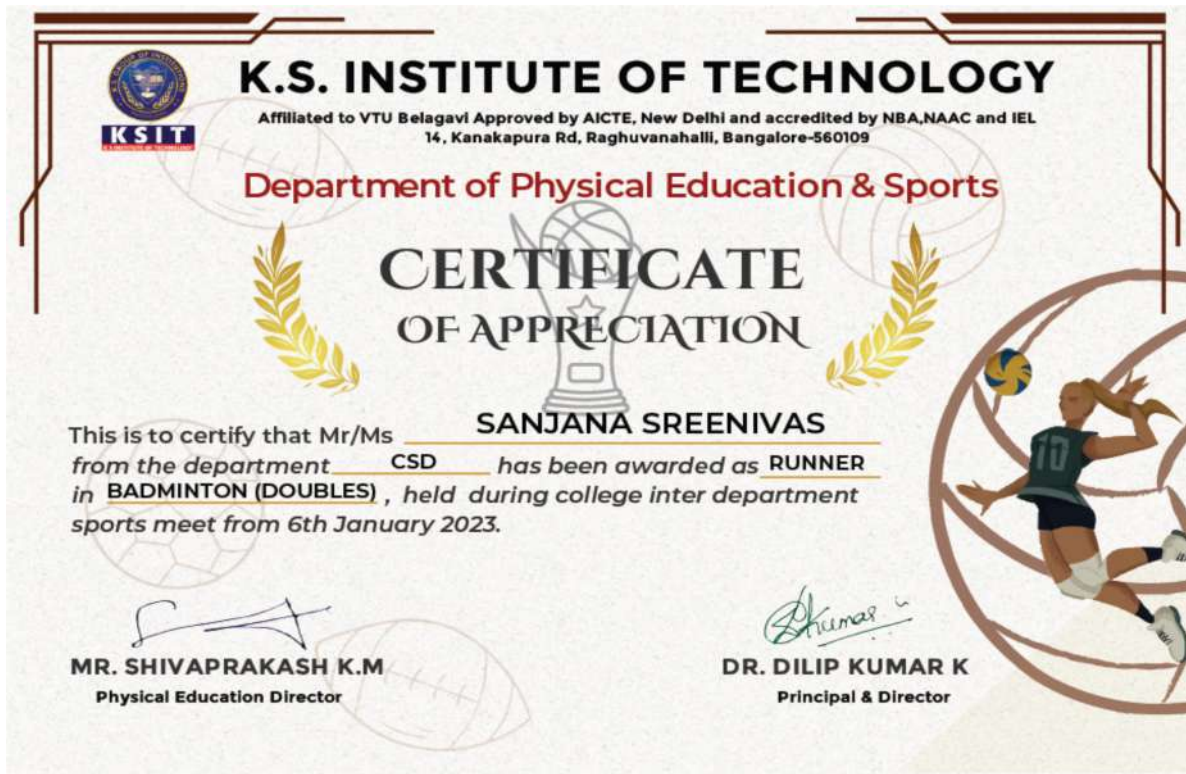 K.S. INSTITUTE OF TECHNOLOGY
KSIT
Affiliated to VTU Belagavi Approved by AICTE, New Delhi and accredited by NBA,NAAC and IEL
14, Kanakapura Rd, Raghuvanahalli, Bangalore-560109
Department of Physical Education & Sports
CERTIFICATE
OF APPRECIATION
This is to certify that Mr/Ms SANJANA SREENIVAS
from the department CSD has been awarded as RUNNER
in BADMINTON (DOUBLES) , held during college inter department
sports meet from 6th January 2023.
MR. SHIVAPRAKASH K.M
Physical Education Director
DR. DILIP KUMAR K
Principal & Director
10